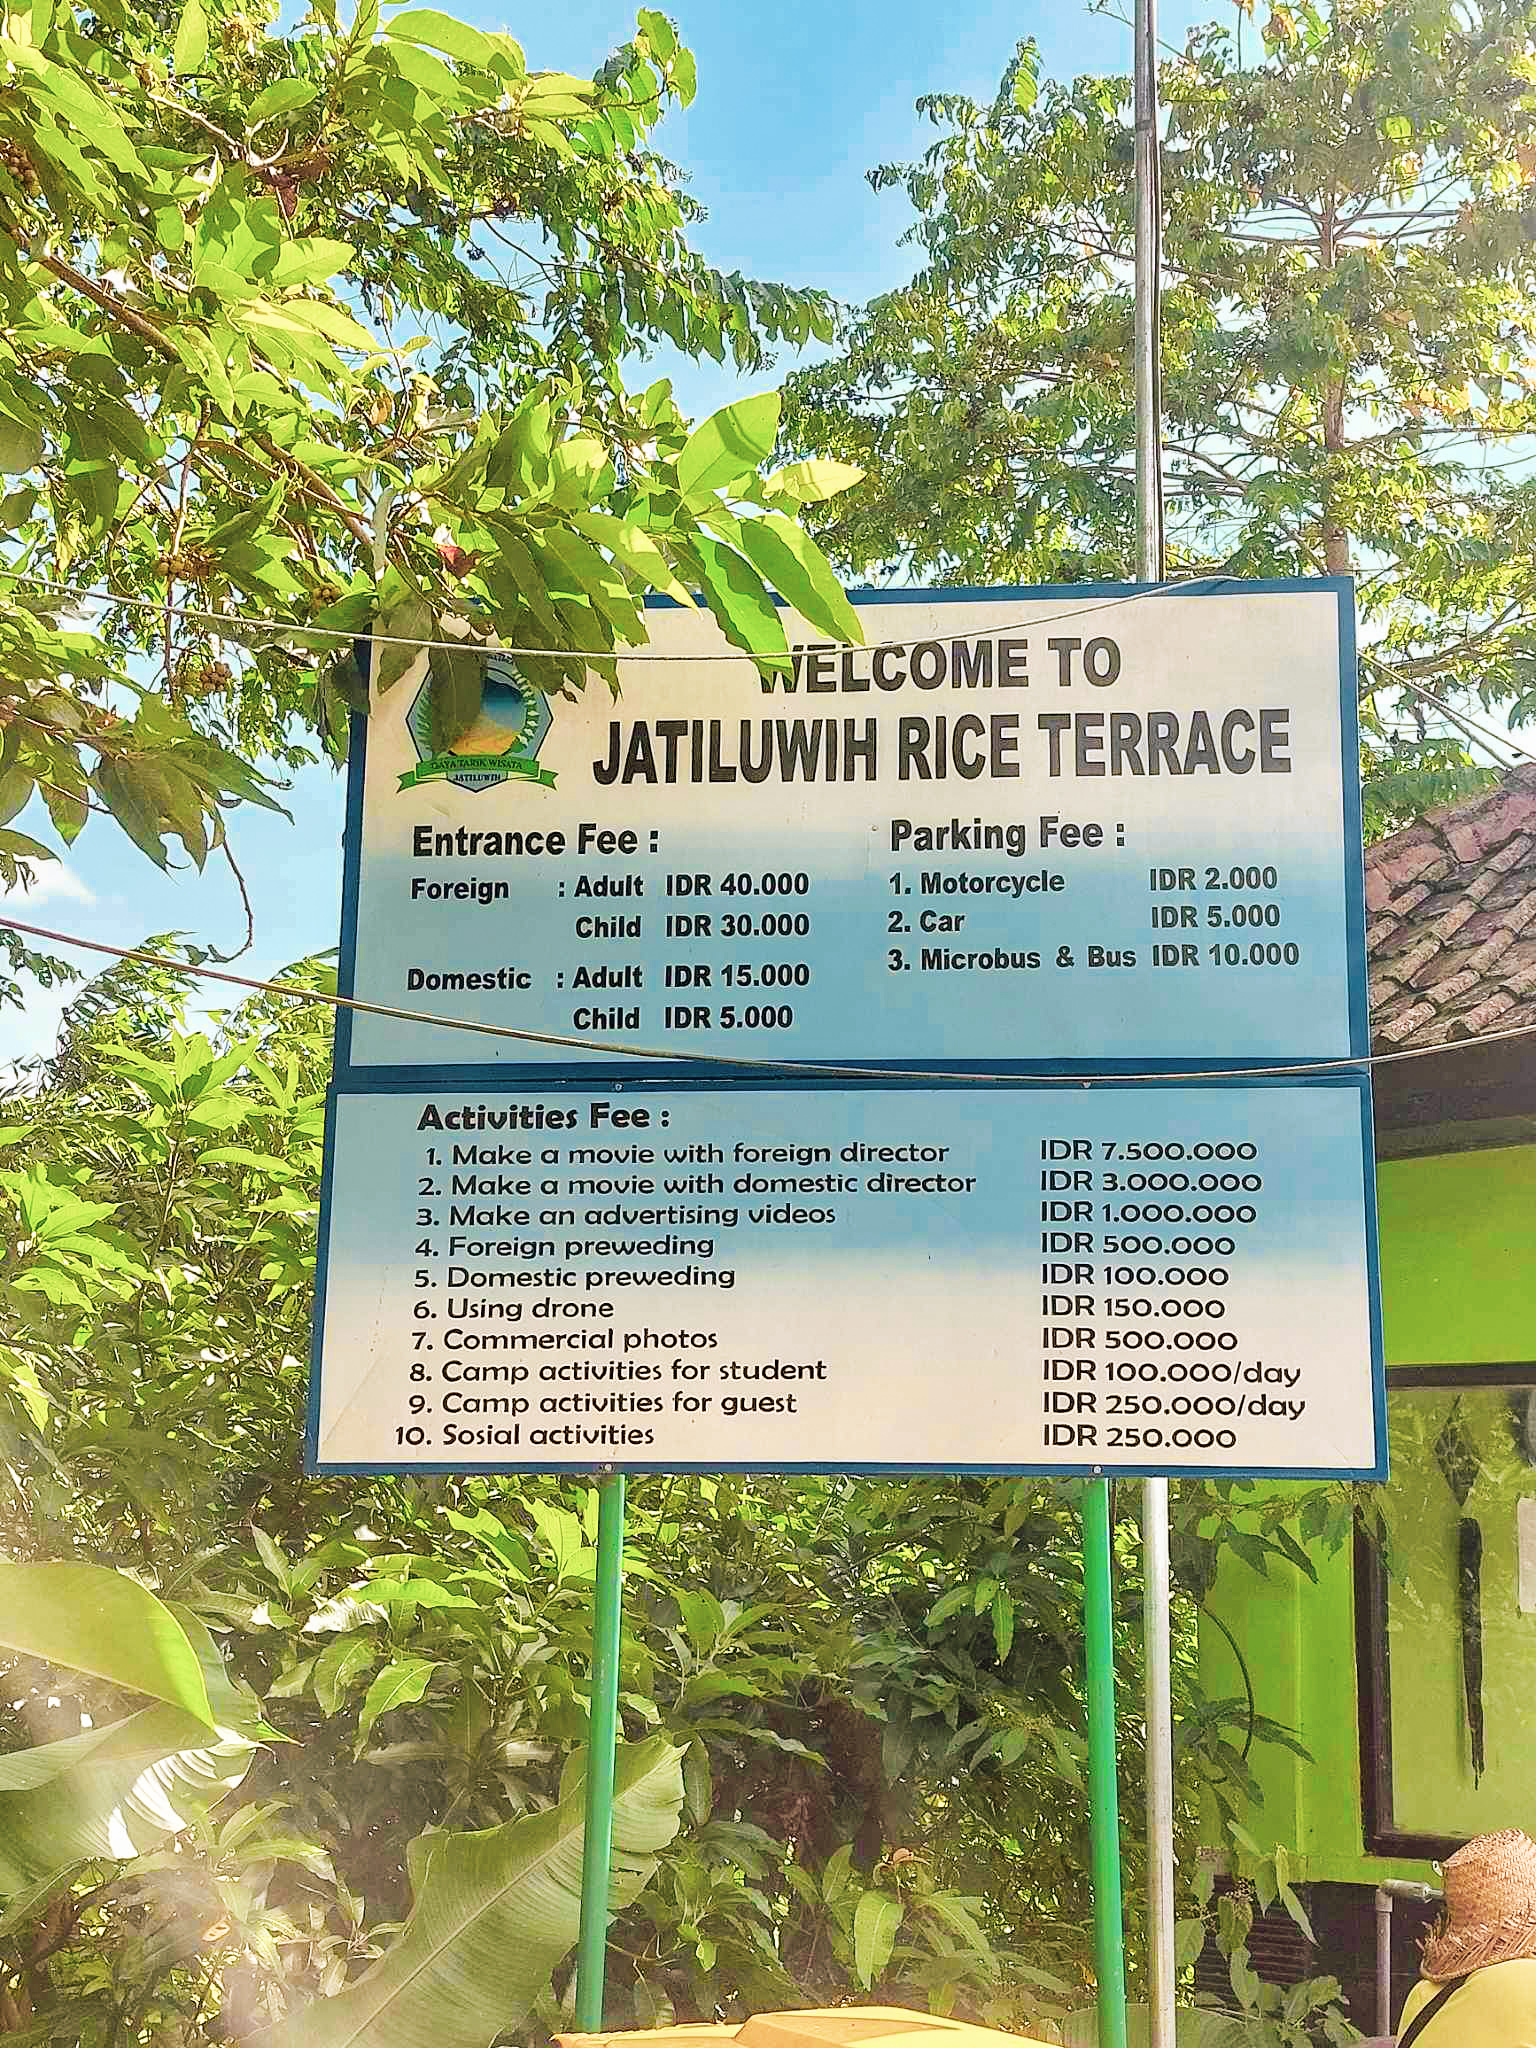 WELCOME TO
JATILUWIH RICE TERRACE
DAYA TARIK WISATA
JATILUWIH
Entrance Fee :
Foreign : Adult IDR 40.000
Child IDR 30.000
Domestic : Adult IDR 15.000
Child IDR 5.000
Parking Fee :
1. Motorcycle IDR 2.000
2. Car IDR 5.000
3. Microbus & Bus IDR 10.000
Activities Fee :
1. Make a movie with foreign director IDR 7.500.000
2. Make a movie with domestic director IDR 3.000.000
3. Make an advertising videos IDR 1.000.000
4. Foreign preweding IDR 500.000
5. Domestic preweding IDR 100.000
6. Using drone IDR 150.000
7. Commercial photos IDR 500.000
8. Camp activities for student IDR 100.000/day
9. Camp activities for guest IDR 250.000/day
10. Sosial activities IDR 250.000